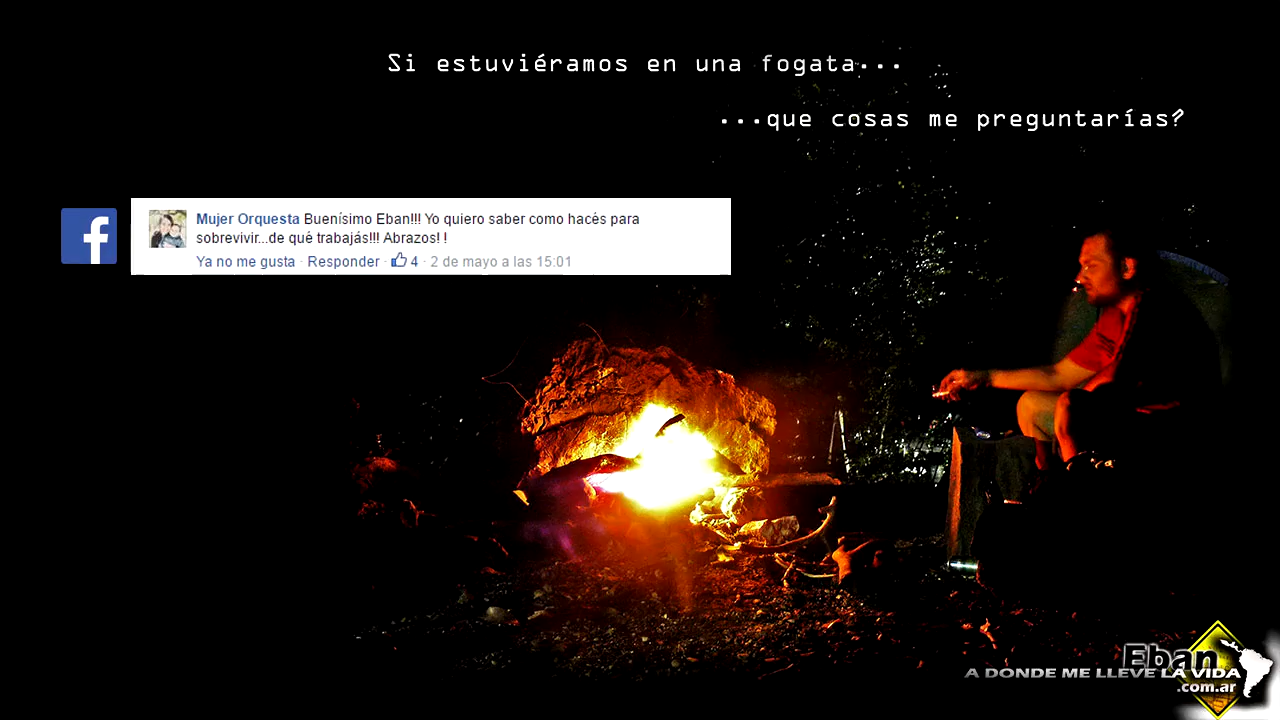 Si estuviéramos en una fogata...
...que cosas me preguntarías?
Mujer Orquesta Buenísimo Eban!!! Yo quiero saber como hacés para
sobrevivir...de qué trabajás!!! Abrazos! !
Ya no me gusta · Responder · 4 · 2 de mayo a las 15:01
Eban
A DONDE ME LLEVE LA VIDA
.com.ar